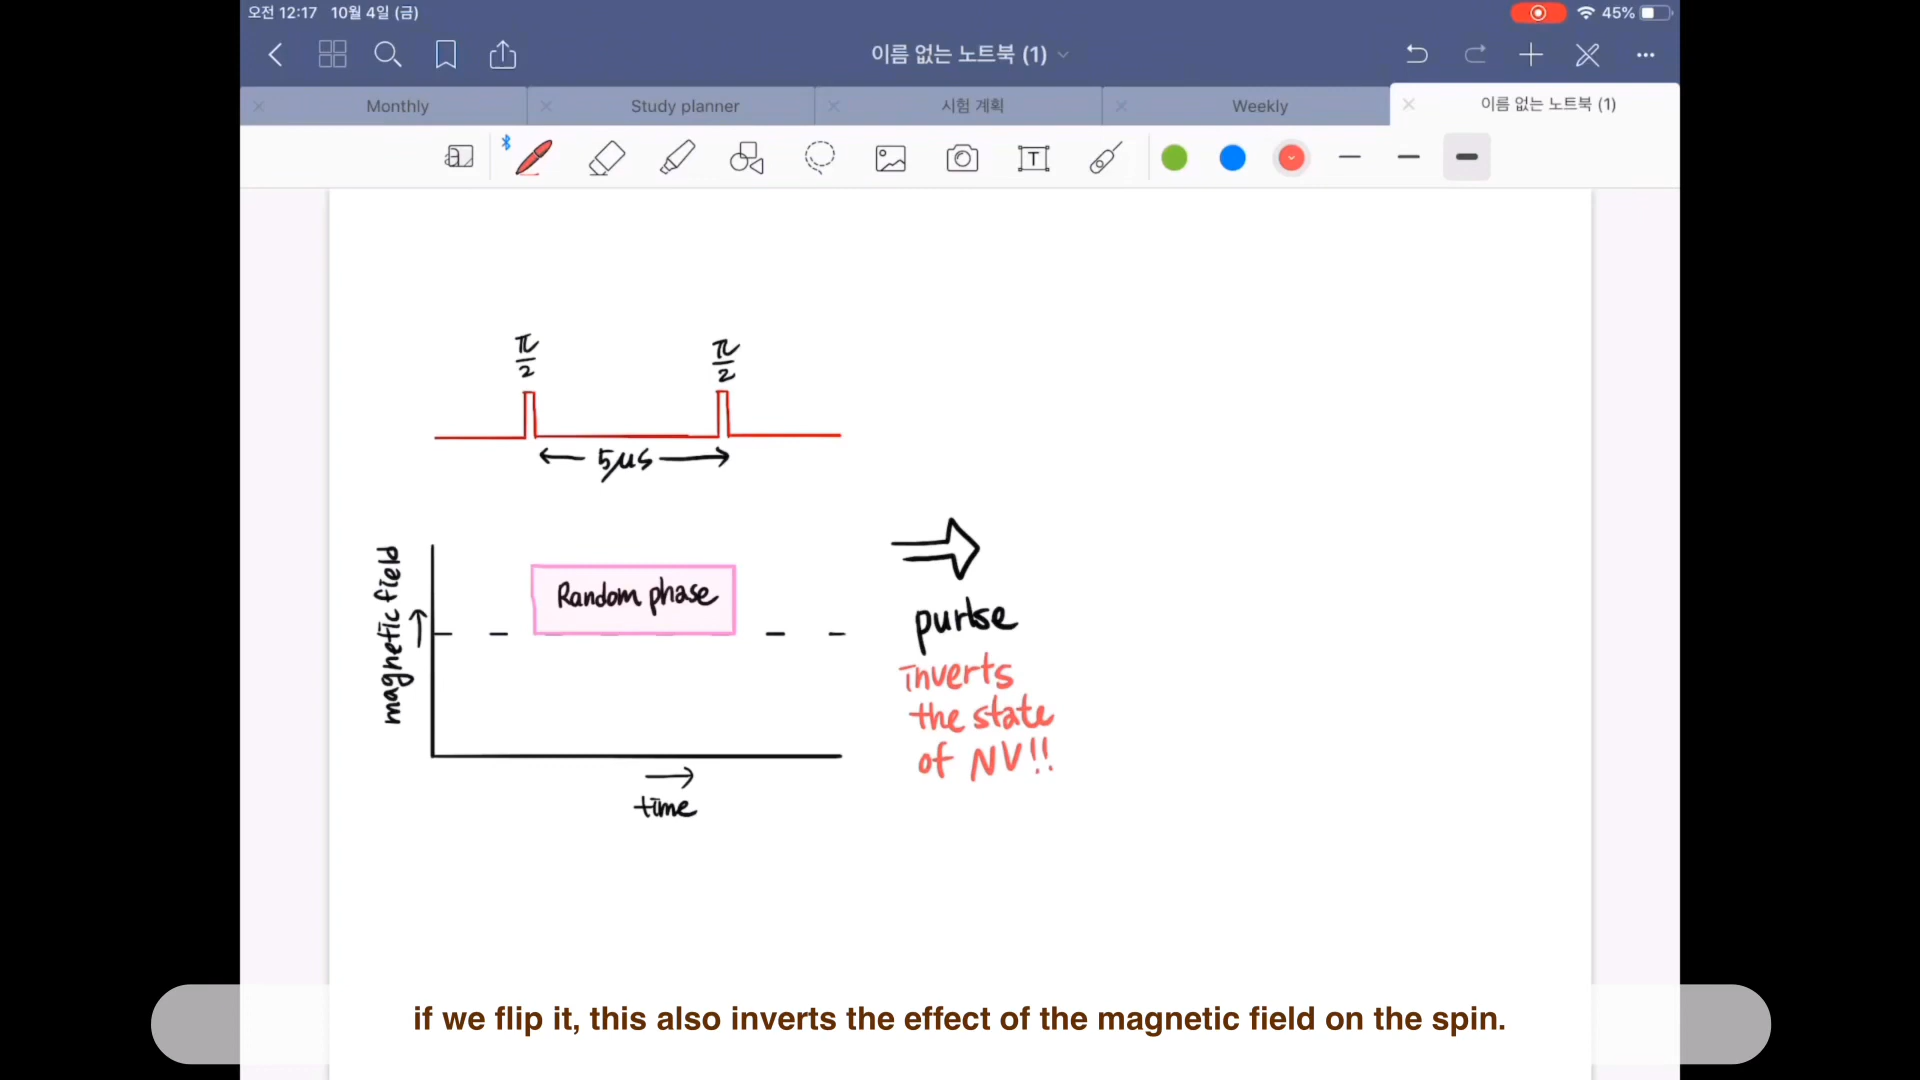 오전 12:17 10월 4일 (금)
45%
이름 없는 노트북 (1)
Monthly
Study planner
시험 계획
Weekly
이름 없는 노트북 (1)
π/2
π/2
5μs
magnetic field
Random phase
time
purlse
inverts
the state
of NV!!
if we flip it, this also inverts the effect of the magnetic field on the spin.